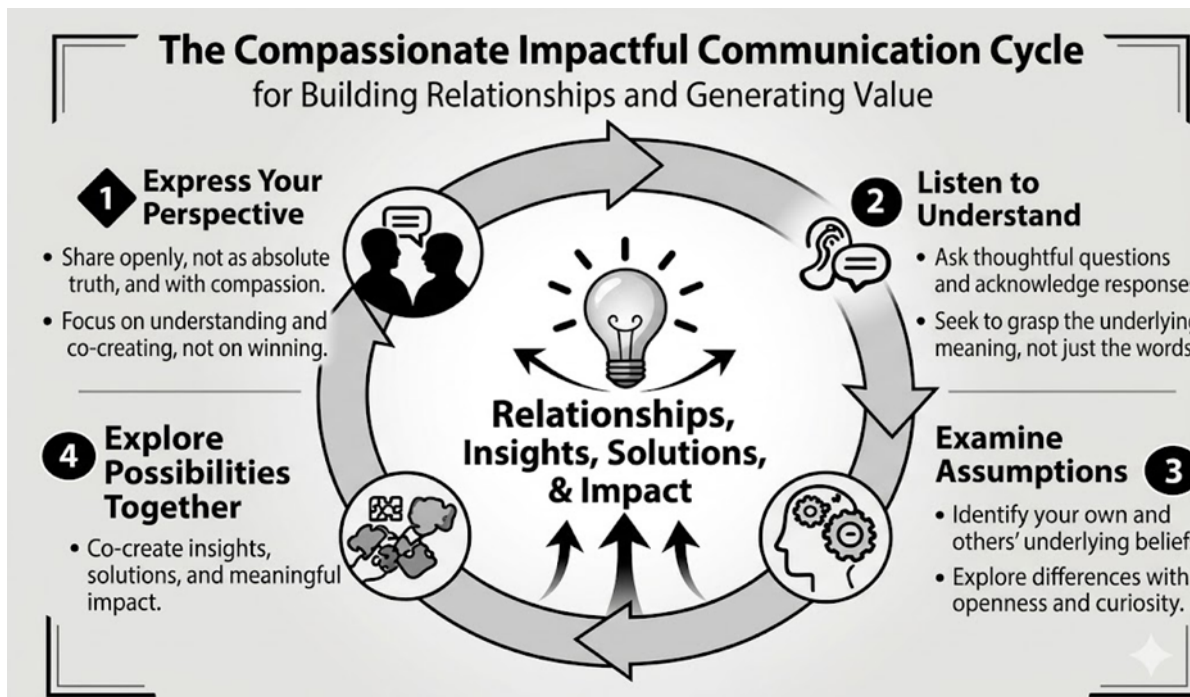 The Compassionate Impactful Communication Cycle
for Building Relationships and Generating Value
1
Express Your
Perspective
• Share openly, not as absolute
truth, and with compassion.
• Focus on understanding and
co-creating, not on winning.
2
Listen to
Understand
• Ask thoughtful questions
and acknowledge response
• Seek to grasp the underlying
meaning, not just the words
Relationships,
Insights, Solutions,
& Impact
Examine
Assumptions
3
• Identify your own and
others' underlying belief
• Explore differences with
openness and curiosity.
4
Explore
Possibilities
Together
• Co-create insights,
solutions, and meaningful
impact.